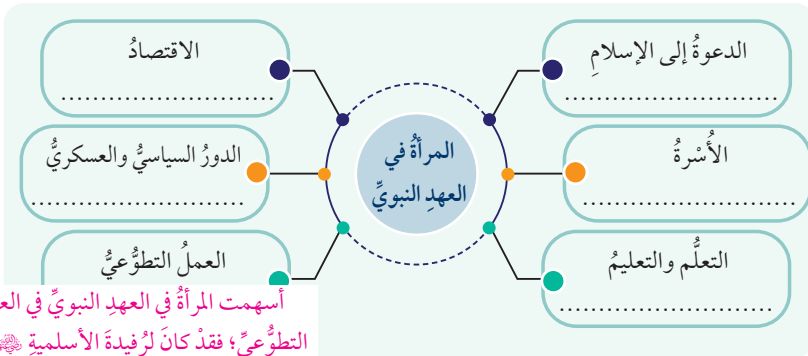 الدعوةُ إلى الإسلامِ
...........................
الاقتصادُ
...........................
المرأةُ في
العهدِ النبويِّ
الأُسْرةُ
...........................
الدورُ السياسيُّ والعسكريُّ
...........................
التعلُّم والتعليمُ
...........................
العملُ التطوُّعيُّ
أسهمت المرأةُ في العهدِ النبويِّ في
التطوُّعيِّ؛ فقدْ كانَ لرُفيدةَ الأسلميةِ